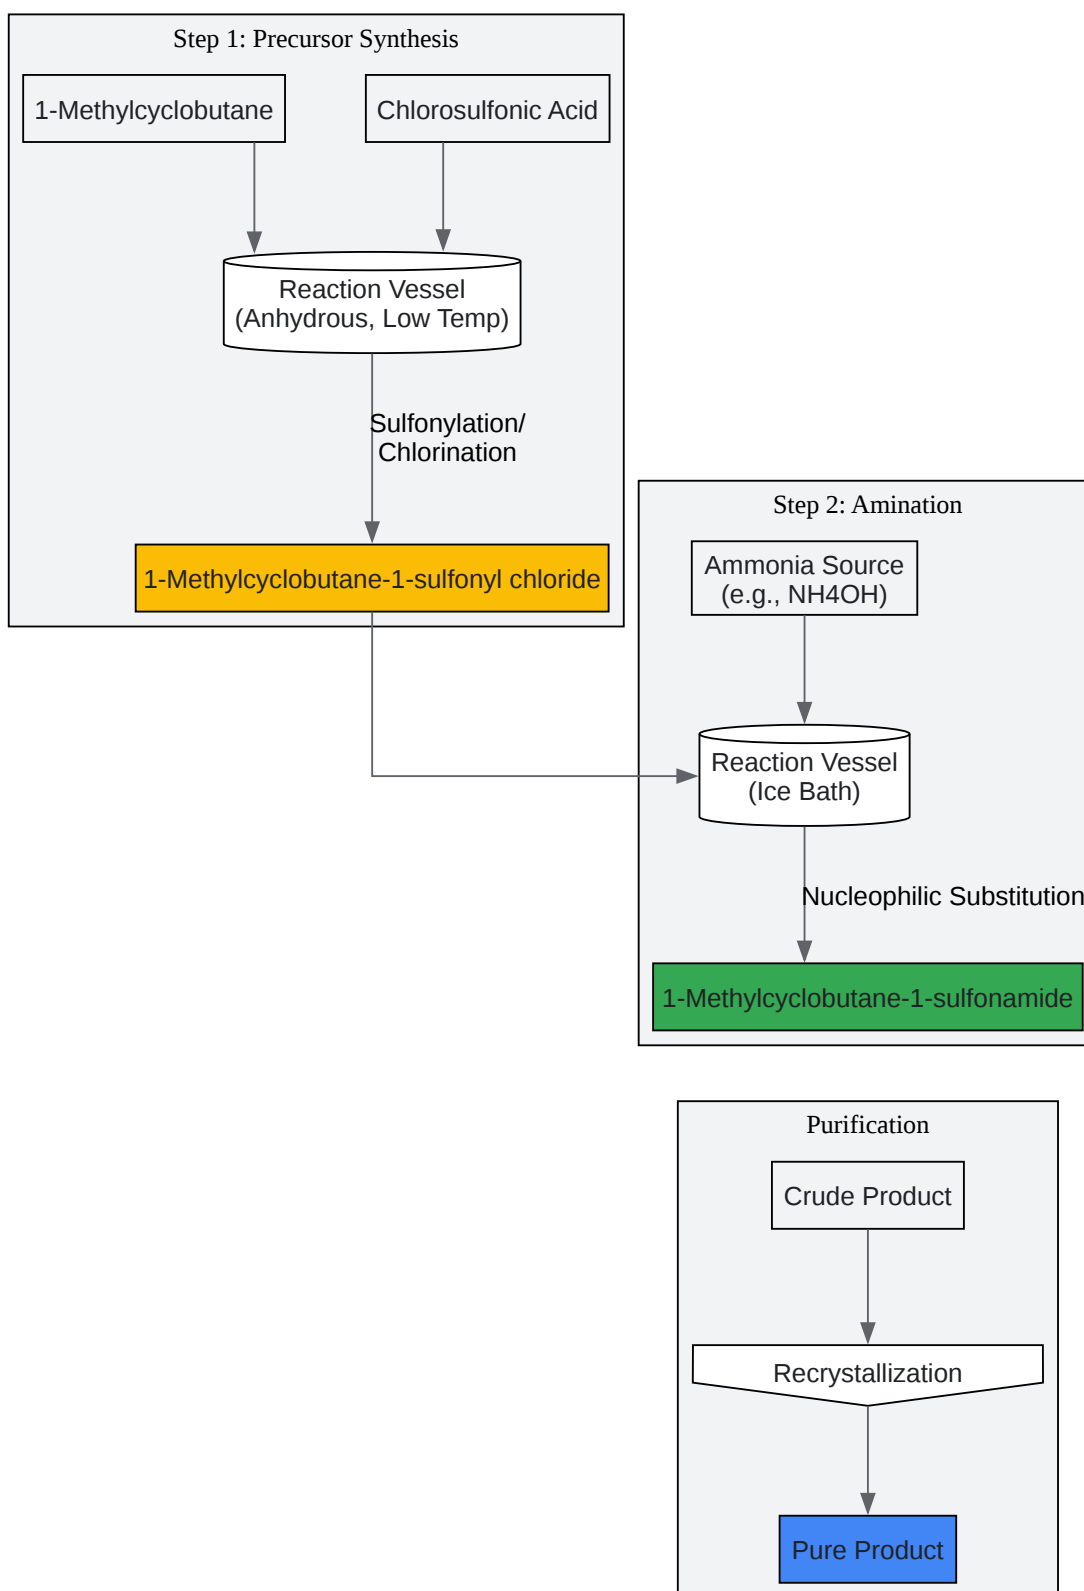 Step 1: Precursor Synthesis
1-Methylcyclobutane
Chlorosulfonic Acid
Reaction Vessel
(Anhydrous, Low Temp)
Sulfonylation/
Chlorination
1-Methylcyclobutane-1-sulfonyl chloride
Step 2: Amination
Ammonia Source
(e.g., NH4OH)
Reaction Vessel
(Ice Bath)
Nucleophilic Substitution
1-Methylcyclobutane-1-sulfonamide
Purification
Crude Product
Recrystallization
Pure Product